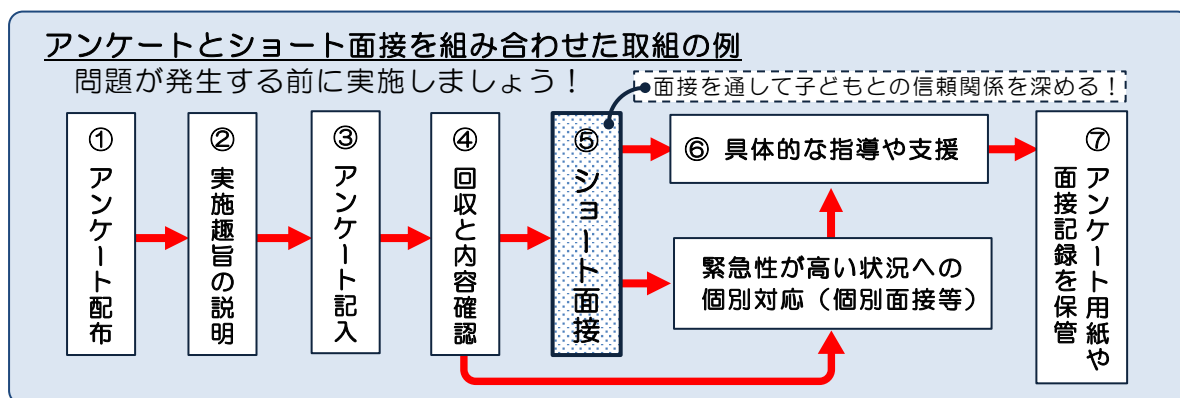 アンケートとショート面接を組み合わせた取組の例
問題が発生する前に実施しましょう!
面接を通して子どもとの信頼関係を深める!
① アンケート配布
② 実施趣旨の説明
③ アンケート記入
④ 回収と内容確認
⑤ ショート面接
⑥ 具体的な指導や支援
緊急性が高い状況への
個別対応(個別面接等)
⑦ アンケート用紙や
面接記録を保管